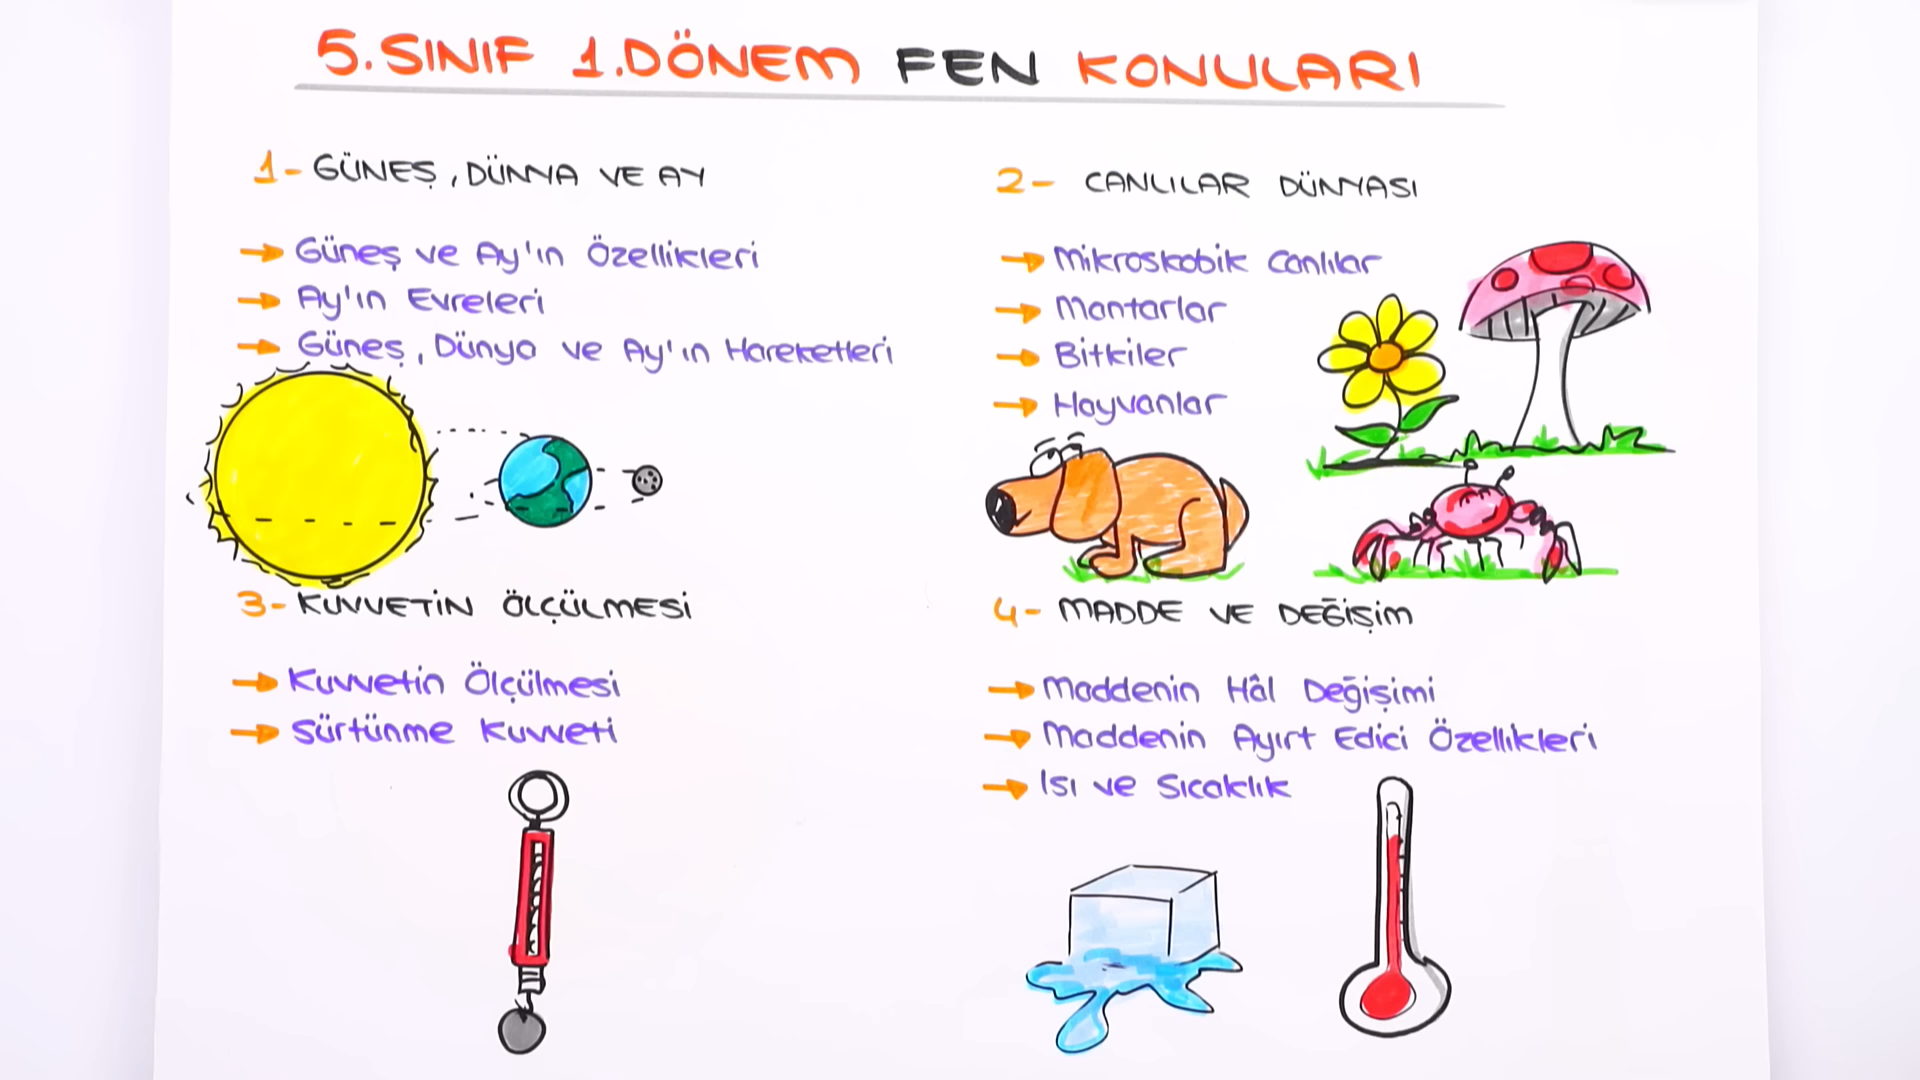 5.SINIF 1.DÖNEM FEN KONULARI
1- GÜNEŞ, DÜNYA VE AY
→ Güneş ve Ay'ın Özellikleri
→ Ay'ın Evreleri
→ Güneş, Dünya ve Ay'ın Hareketleri
2- CANLILAR DÜNYASI
→ Mikroskobik Canlılar
→ Mantarlar
→ Bitkiler
→ Hayvanlar
3- KUVVETİN ÖLÇÜLMESİ
→ Kuvvetin Ölçülmesi
→ Sürtünme Kuvveti
4- MADDE VE DEĞİŞİM
→ Maddenin Hâl Değişimi
→ Maddenin Ayırt Edici Özellikleri
→ Isı ve Sıcaklık